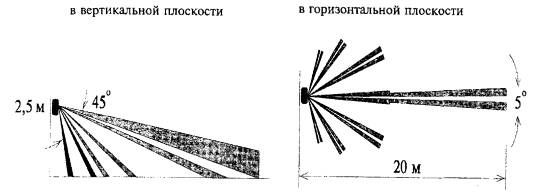 в вертикальной плоскости
в горизонтальной плоскости
2,5 м
45°
5°
20 м